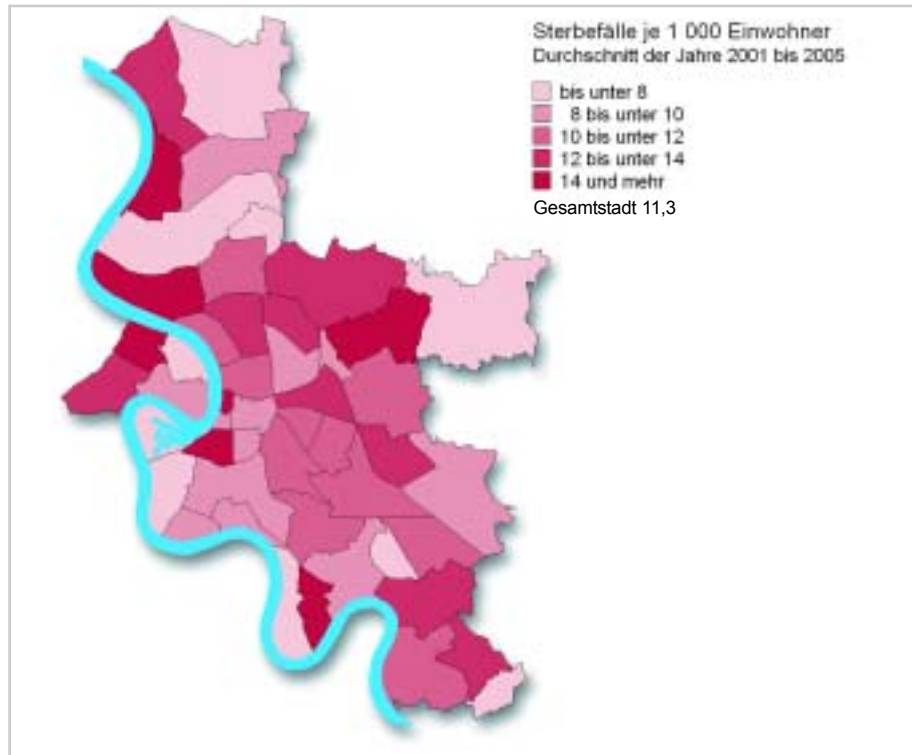 Sterbefälle je 1 000 Einwohner
Durchschnitt der Jahre 2001 bis 2005
bis unter 8
8 bis unter 10
10 bis unter 12
12 bis unter 14
14 und mehr
Gesamtstadt 11,3